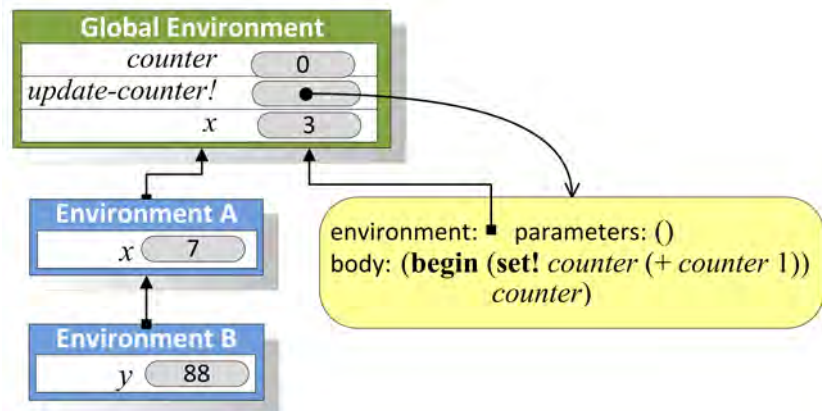 Global Environment
counter 0
update-counter!
x 3
Environment A
x 7
Environment B
y 88
environment: parameters: ()
body: (begin (set! counter (+ counter 1))
counter)